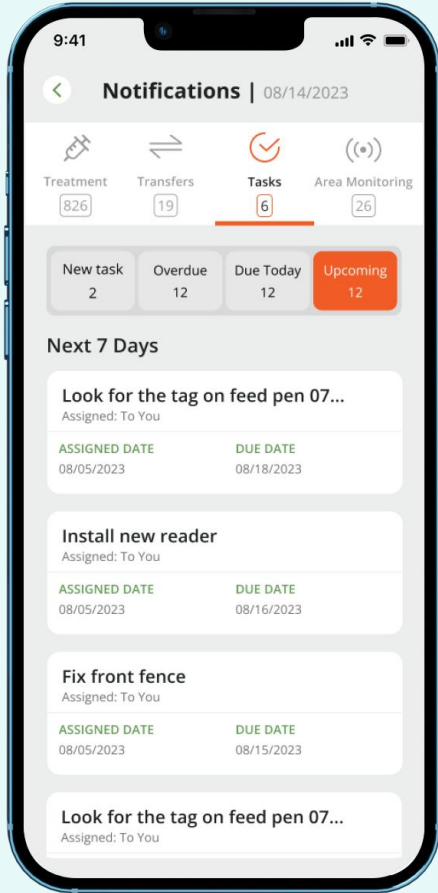 9:41
Notifications | 08/14/2023
Treatment Transfers Tasks Area Monitoring
826 19 6 26
New task Overdue Due Today Upcoming
2 12 12 12
Next 7 Days
Look for the tag on feed pen 07...
Assigned: To You
ASSIGNED DATE DUE DATE
08/05/2023 08/18/2023
Install new reader
Assigned: To You
ASSIGNED DATE DUE DATE
08/05/2023 08/16/2023
Fix front fence
Assigned: To You
ASSIGNED DATE DUE DATE
08/05/2023 08/15/2023
Look for the tag on feed pen 07...
Assigned: To You